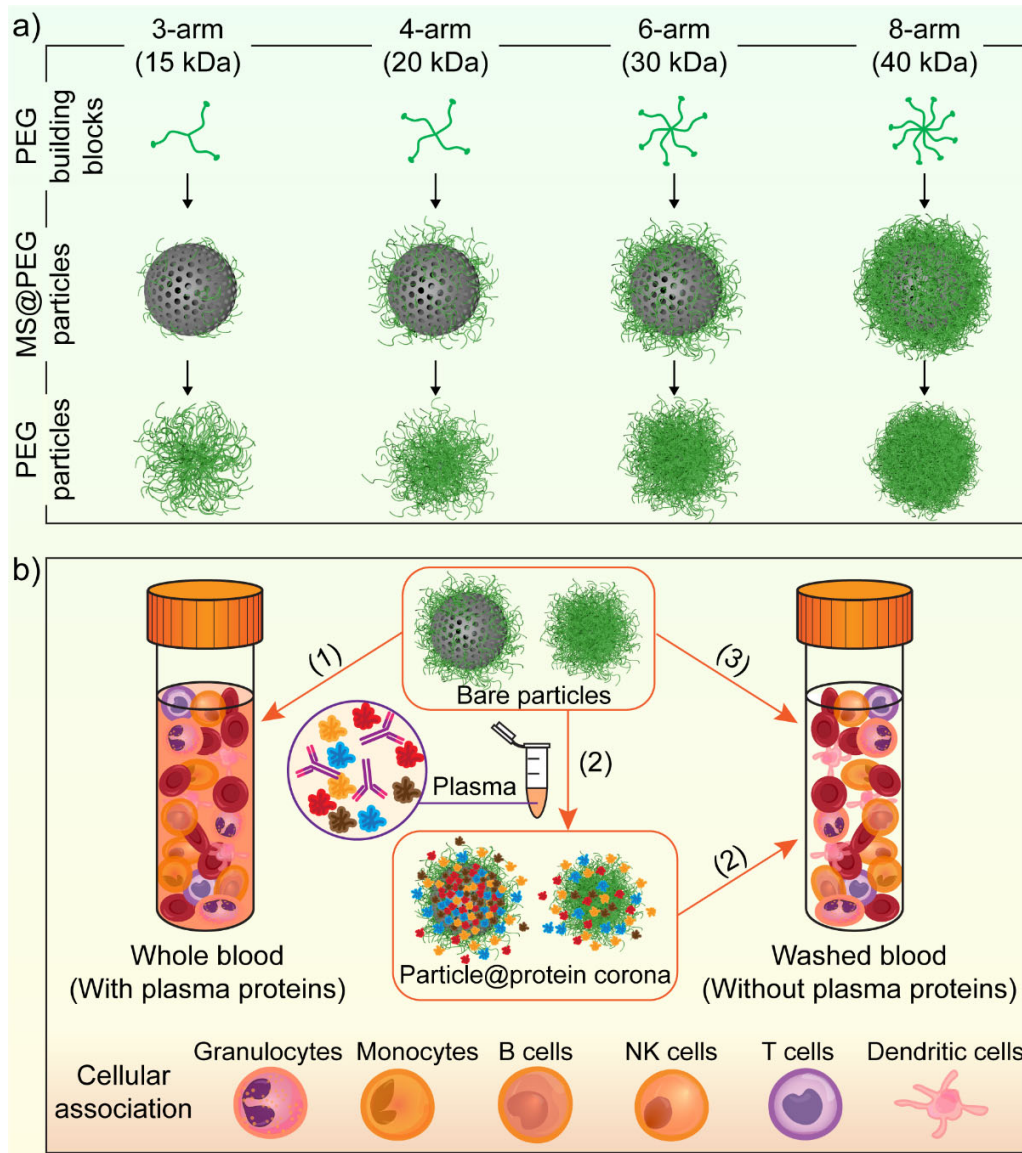 a)
3-arm
(15 kDa)
4-arm
(20 kDa)
6-arm
(30 kDa)
8-arm
(40 kDa)
PEG
building
blocks
MS@PEG
particles
PEG
particles
b)
(1)
Bare particles
(3)
(2)
Plasma
(2)
Particle@protein corona
Whole blood
(With plasma proteins)
Washed blood
(Without plasma proteins)
Cellular
association
Granulocytes
Monocytes
B cells
NK cells
T cells
Dendritic cells